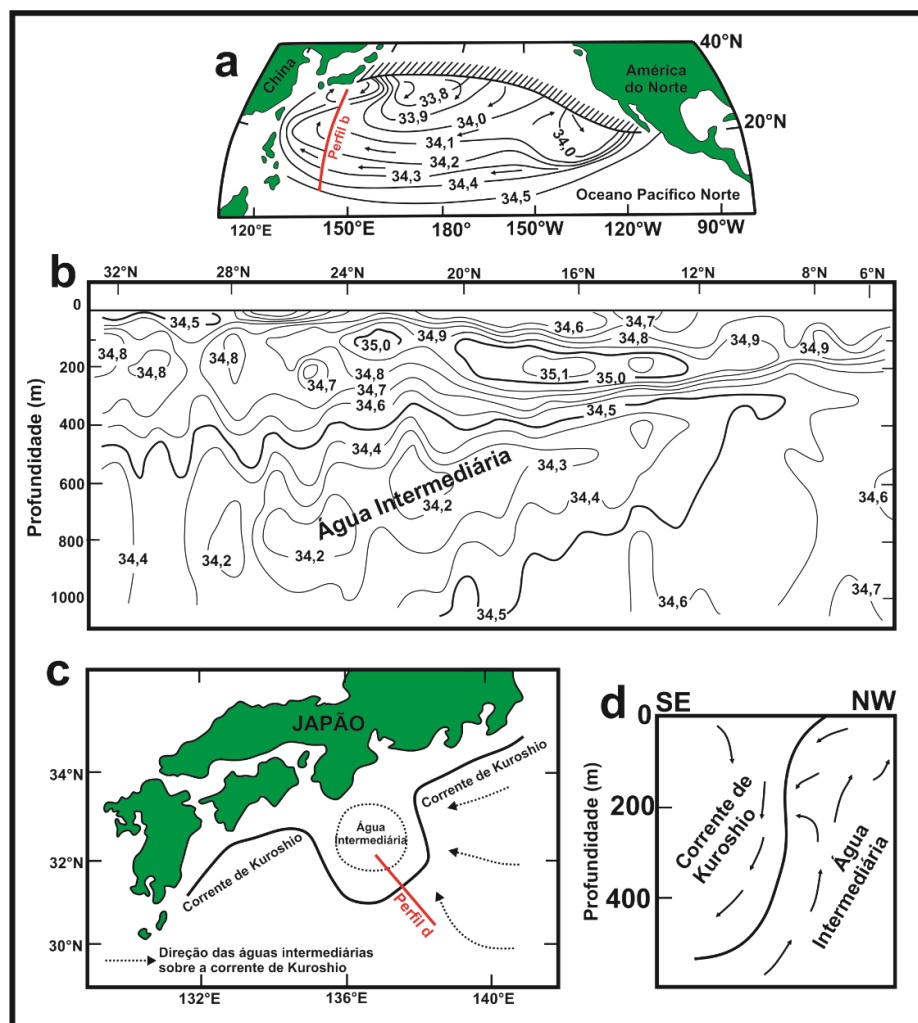 a
China
América
do Norte
40°N
20°N
33,8
33,9
34,0
34,0
34,1
34,2
34,3
34,4
34,5
Perfil b
Oceano Pacífico Norte
120°E
150°E
180°
150°W
120°W
90°W
b
32°N
28°N
24°N
20°N
16°N
12°N
8°N
6°N
Profundidade (m)
0
200
400
600
800
1000
34,5
34,6
34,7
34,8
34,9
34,9
34,9
35,0
34,8
34,8
34,8
34,7
34,8
34,7
34,6
35,1
35,0
34,5
34,4
34,3
34,2
34,4
34,6
Água Intermediária
34,4
34,2
34,2
34,5
34,6
34,7
c
JAPÃO
34°N
32°N
30°N
Corrente de Kuroshio
Água
Intermediária
Corrente de Kuroshio
Perfil d
Direção das águas intermediárias
sobre a corrente de Kuroshio
132°E
136°E
140°E
d
SE
NW
Profundidade (m)
0
200
400
Corrente de
Kuroshio
Água
Intermediária